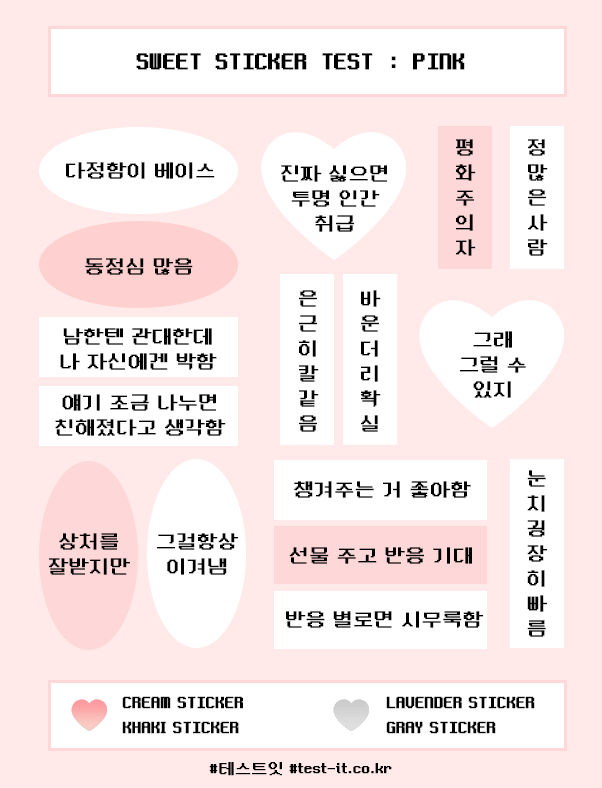 SWEET STICKER TEST : PINK
다정함이 베이스
진짜 싫으면
투명 인간
취급
평화주의자
정많은사람
동정심 많음
은근히칼같음
바운더리확실
그래
그럴 수
있지
남한텐 관대한데
나 자신에겐 박함
얘기 조금 나누면
친해졌다고 생각함
상처를
잘받지만
그걸항상
이겨냄
챙겨주는 거 좋아함
선물 주고 반응 기대
반응 별로면 시무룩함
눈치굉장히빠름
CREAM STICKER
KHAKI STICKER
LAVENDER STICKER
GRAY STICKER
#테스트잇 #test-it.co.kr